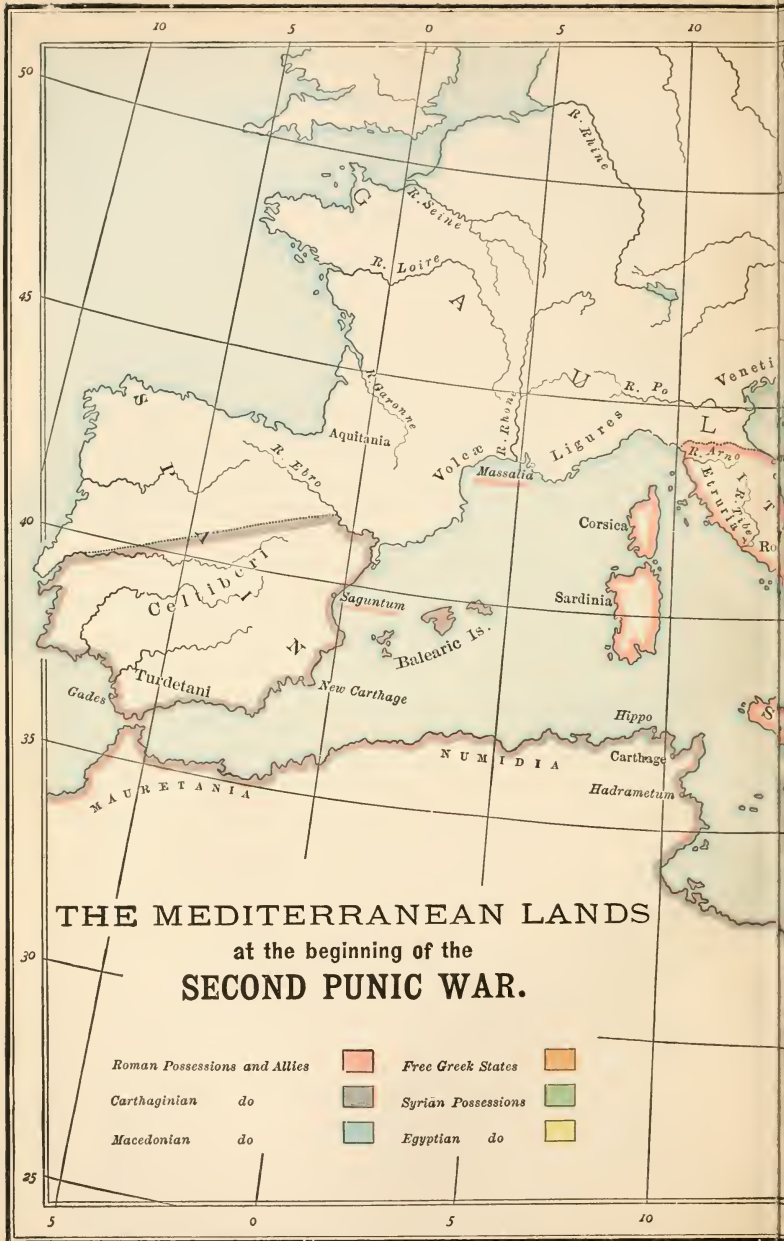 10 5 0 5 10
50
45
40
35
30
25
R. Rhine
G A U L
R. Seine
R. Loire
R. Garonne
Aquitania
R. Rhone
Volcæ
Massalia
Ligures
R. Po
Veneti
R. Arno
Etruria
I T
R. Tibe
Ro
Corsica
Sardinia
S
S P A I N
R. Ebro
Celtiberi
Saguntum
Balearic Is.
Turdetani
Gades
New Carthage
Hippo
Carthage
Hadrametum
NUMIDIA
MAURETANIA
THE MEDITERRANEAN LANDS
at the beginning of the
SECOND PUNIC WAR.
Roman Possessions and Allies Free Greek States
Carthaginian do Syrian Possessions
Macedonian do Egyptian do
5 0 5 10